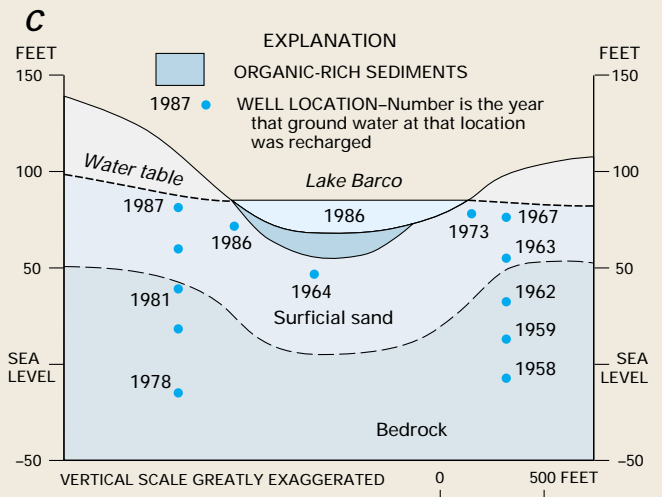 C
FEET
150
100
50
SEA
LEVEL
–50
EXPLANATION
ORGANIC-RICH SEDIMENTS
1987
WELL LOCATION–Number is the year
that ground water at that location
was recharged
FEET
150
100
50
SEA
LEVEL
–50
Water table
Lake Barco
1987
1986
1986
1973
1967
1963
1981
1964
1962
Surficial sand
1959
1978
1958
Bedrock
VERTICAL SCALE GREATLY EXAGGERATED
0
500 FEET